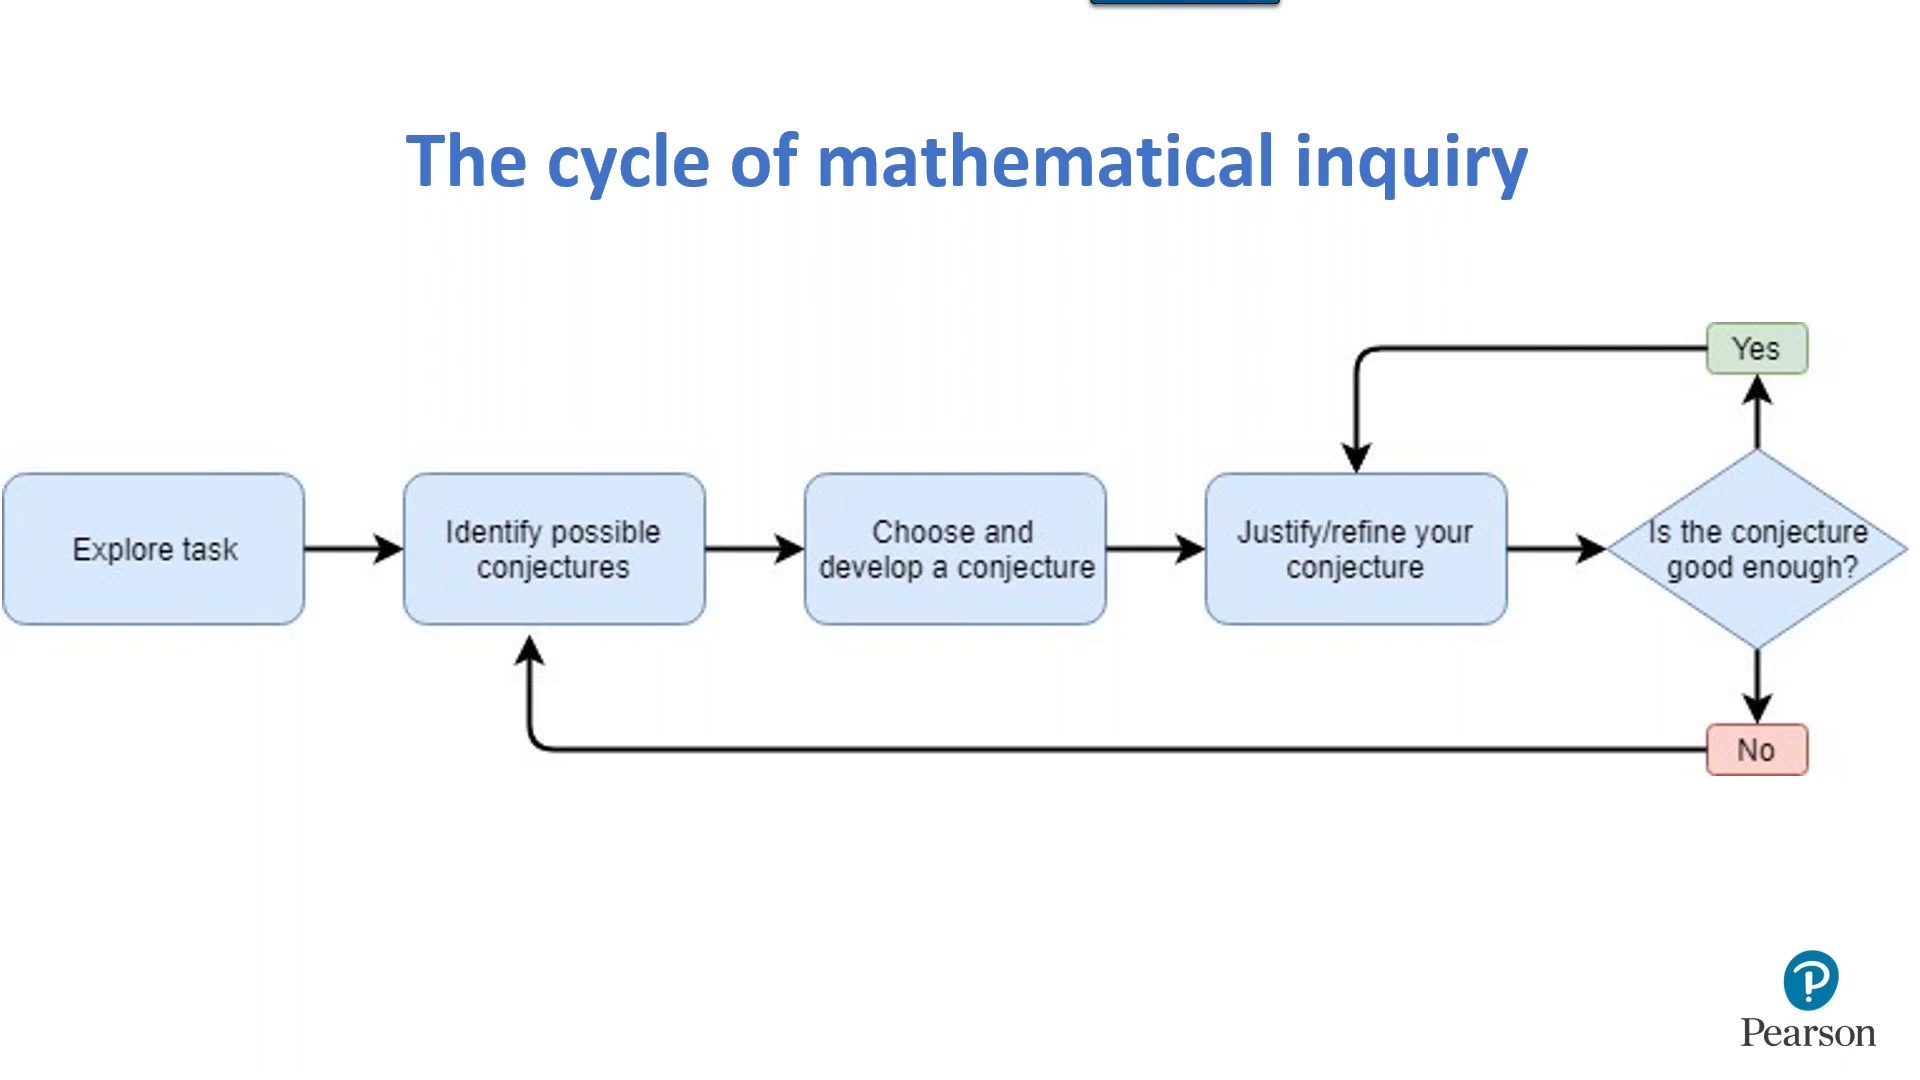 The cycle of mathematical inquiry
Yes
Explore task
Identify possible
conjectures
Choose and
develop a conjecture
Justify/refine your
conjecture
Is the conjecture
good enough?
No
Pearson